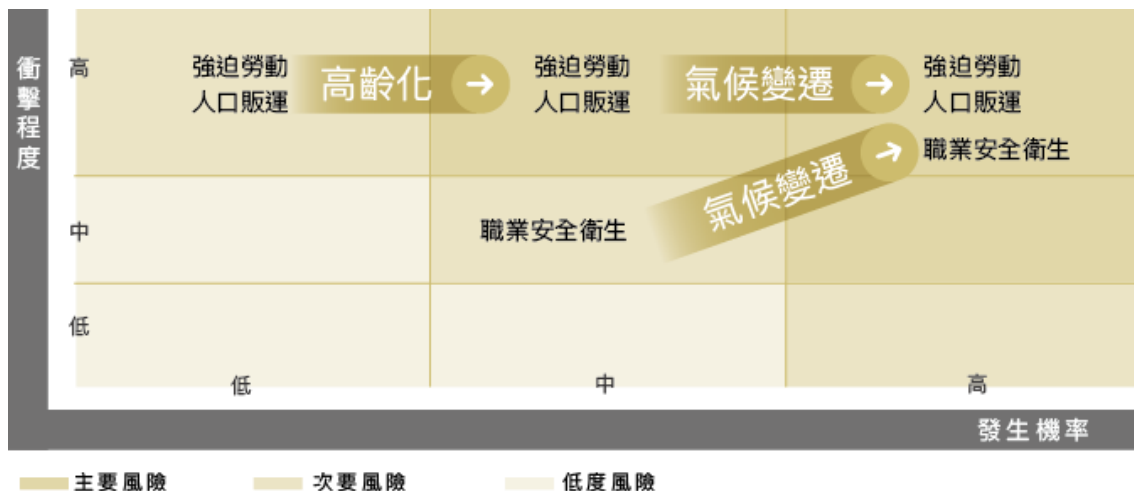 衝擊程度
高
強迫勞動
人口販運
高齡化
強迫勞動
人口販運
氣候變遷
強迫勞動
人口販運
職業安全衛生
中
職業安全衛生
氣候變遷
低
低
中
高
發生機率
主要風險
次要風險
低度風險